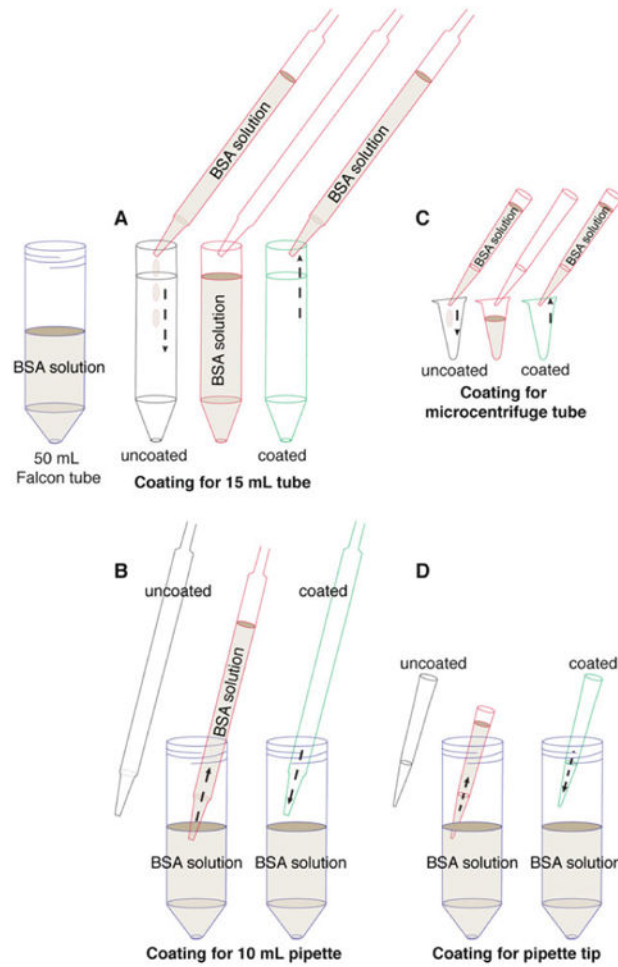 A
BSA solution
BSA solution
BSA solution
BSA solution
50 mL
Falcon tube
uncoated
coated
Coating for 15 mL tube
C
BSA solution
BSA solution
uncoated
coated
Coating for
microcentrifuge tube
B
uncoated
coated
BSA solution
BSA solution
BSA solution
Coating for 10 mL pipette
D
uncoated
coated
BSA solution
BSA solution
Coating for pipette tip